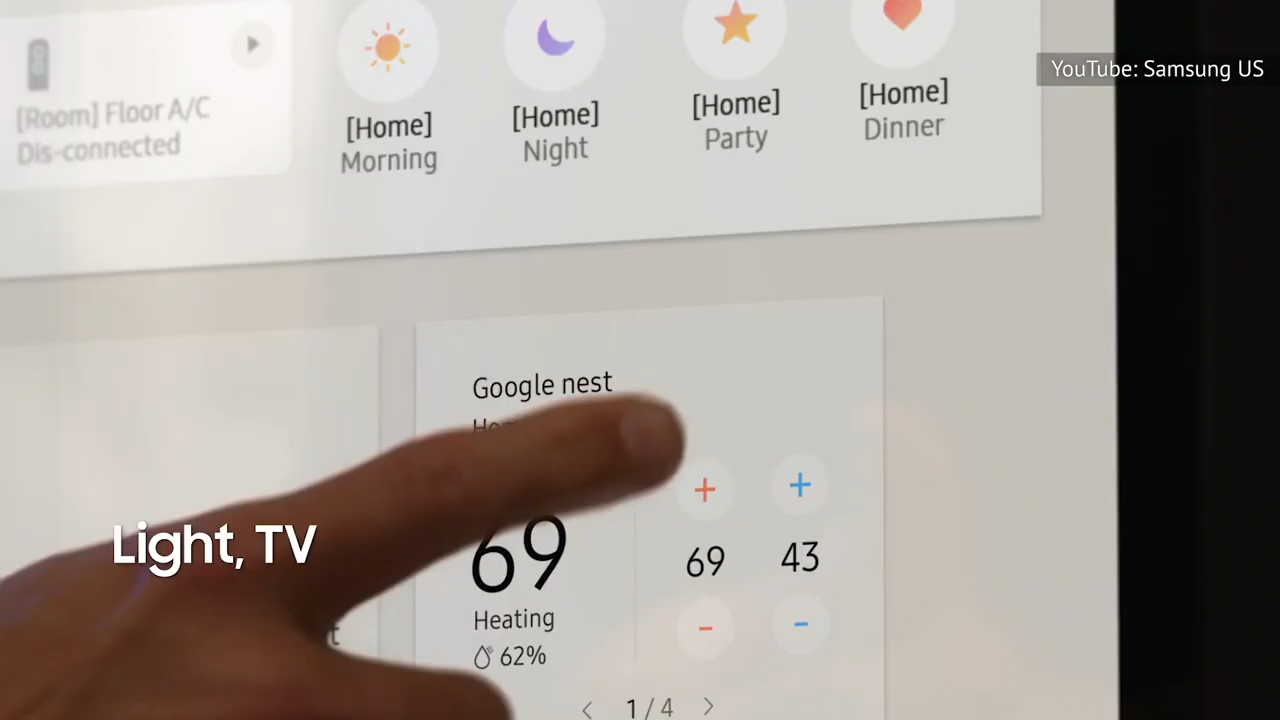 YouTube: Samsung US
[Room] Floor A/C
Dis-connected
[Home]
Morning
[Home]
Night
[Home]
Party
[Home]
Dinner
Google nest
69
Heating
62%
69
43
1 / 4
Light, TV